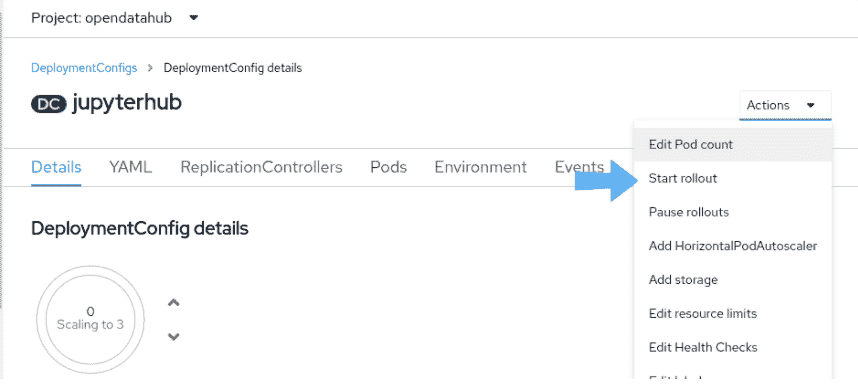 Project: opendatahub
DeploymentConfigs > DeploymentConfig details
DC jupyterhub
Actions
Edit Pod count
Details YAML ReplicationControllers Pods Environment Events
Start rollout
Pause rollouts
DeploymentConfig details
Add HorizontalPodAutoscaler
Add storage
0
Scaling to 3
Edit resource limits
Edit Health Checks